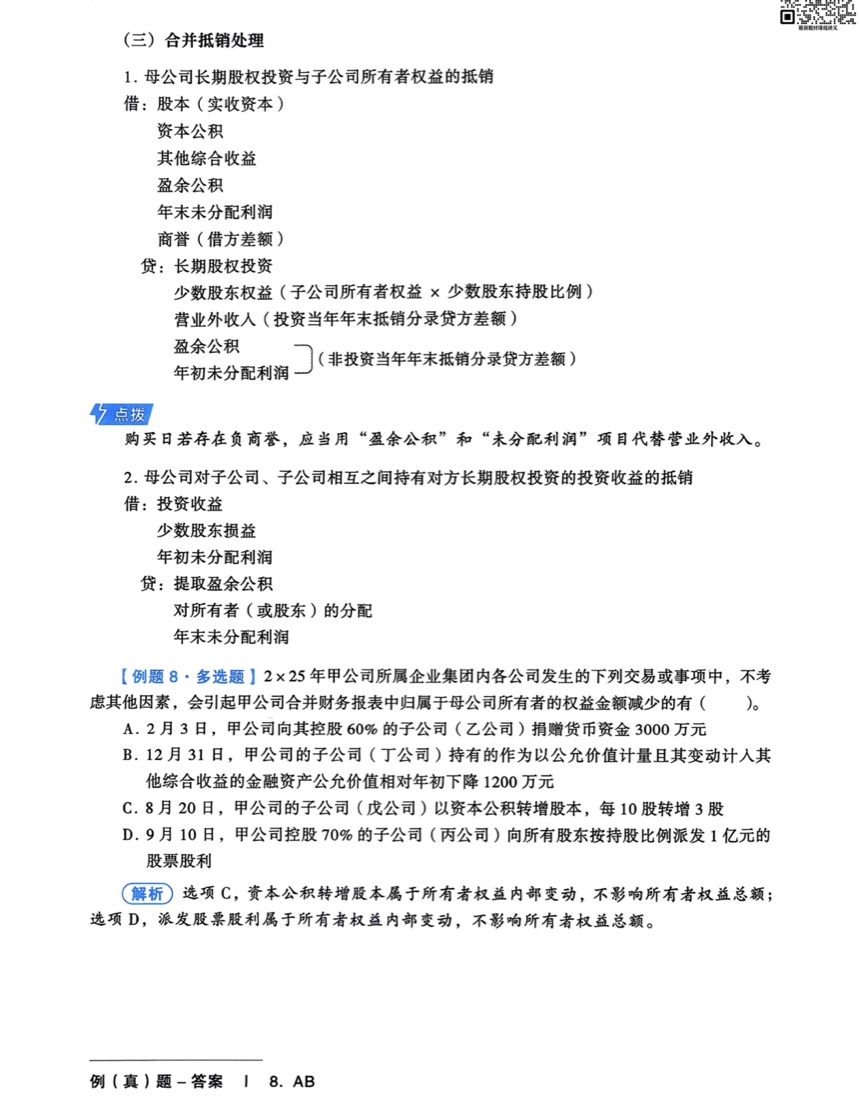 (三)合并抵销处理
1. 母公司长期股权投资与子公司所有者权益的抵销
借:股本(实收资本)
资本公积
其他综合收益
盈余公积
年末未分配利润
商誉(借方差额)
贷:长期股权投资
少数股东权益(子公司所有者权益 × 少数股东持股比例)
营业外收入(投资当年年末抵销分录贷方差额)
盈余公积
(非投资当年年末抵销分录贷方差额)
年初未分配利润
点拨
购买日若存在负商誉,应当用“盈余公积”和“未分配利润”项目代替营业外收入。
2. 母公司对子公司、子公司相互之间持有对方长期股权投资的投资收益的抵销
借:投资收益
少数股东损益
年初未分配利润
贷:提取盈余公积
对所有者(或股东)的分配
年末未分配利润
【例题 8·多选题】2×25 年甲公司所属企业集团内各公司发生的下列交易或事项中,不考
虑其他因素,会引起甲公司合并财务报表中归属于母公司所有者的权益金额减少的有( )。
A. 2 月 3 日,甲公司向其控股 60% 的子公司(乙公司)捐赠货币资金 3000 万元
B. 12 月 31 日,甲公司的子公司(丁公司)持有的作为以公允价值计量且其变动计入其
他综合收益的金融资产公允价值相对年初下降 1200 万元
C. 8 月 20 日,甲公司的子公司(戊公司)以资本公积转增股本,每 10 股转增 3 股
D. 9 月 10 日,甲公司控股 70% 的子公司(丙公司)向所有股东按持股比例派发 1 亿元的
股票股利
解析 选项 C,资本公积转增股本属于所有者权益内部变动,不影响所有者权益总额;
选项 D,派发股票股利属于所有者权益内部变动,不影响所有者权益总额。
例(真)题–答案 | 8. AB